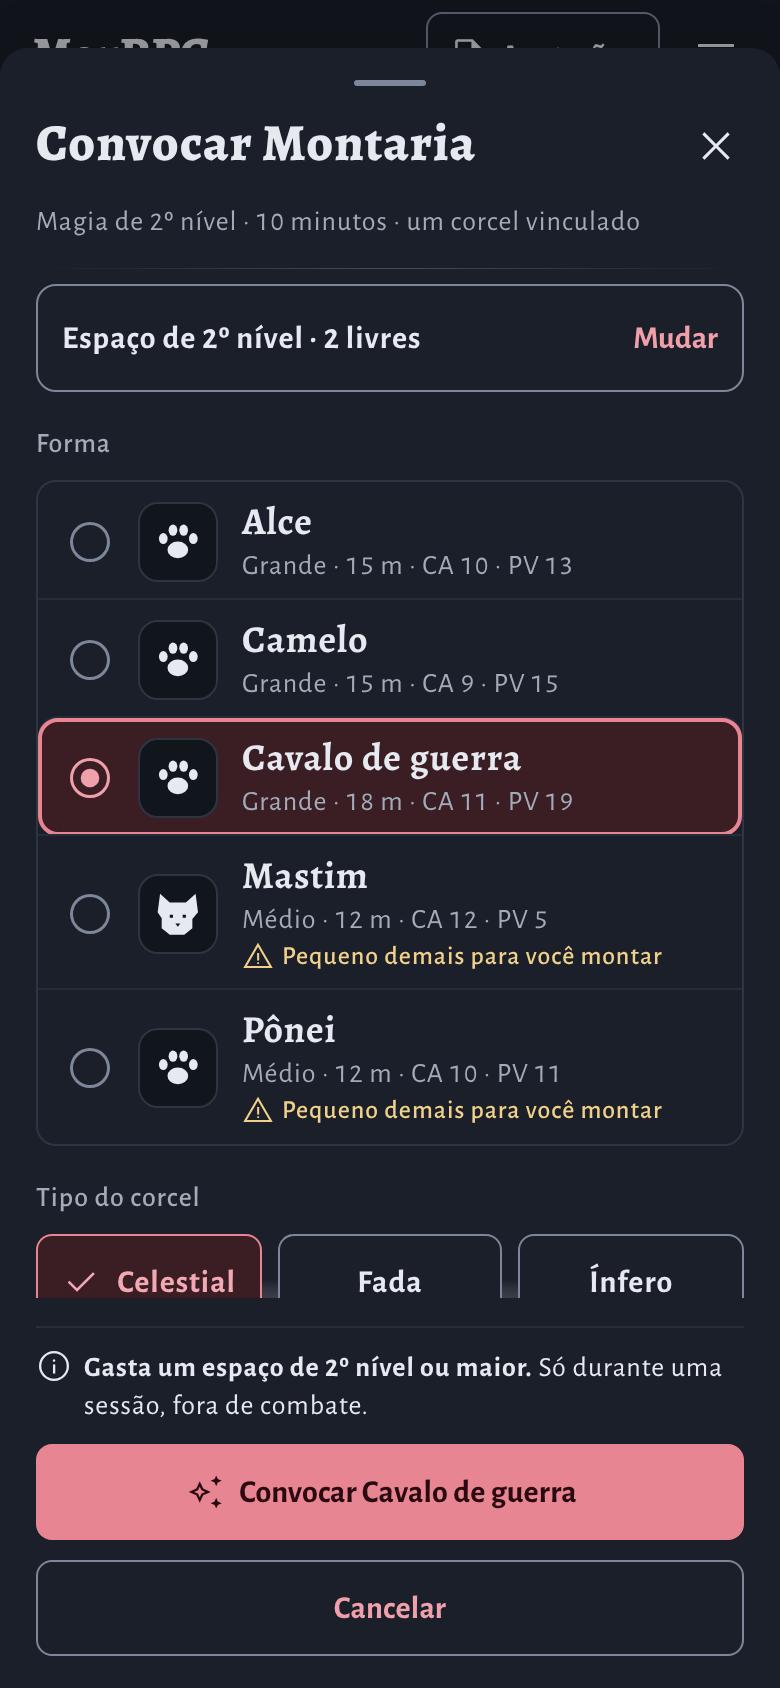 Convocar Montaria
Magia de 2º nível · 10 minutos · um corcel vinculado
Espaço de 2º nível · 2 livres
Mudar
Forma
Alce
Grande · 15 m · CA 10 · PV 13
Camelo
Grande · 15 m · CA 9 · PV 15
Cavalo de guerra
Grande · 18 m · CA 11 · PV 19
Mastim
Médio · 12 m · CA 12 · PV 5
Pequeno demais para você montar
Pônei
Médio · 12 m · CA 10 · PV 11
Pequeno demais para você montar
Tipo do corcel
Celestial
Fada
Ínfero
Gasta um espaço de 2º nível ou maior. Só durante uma
sessão, fora de combate.
Convocar Cavalo de guerra
Cancelar